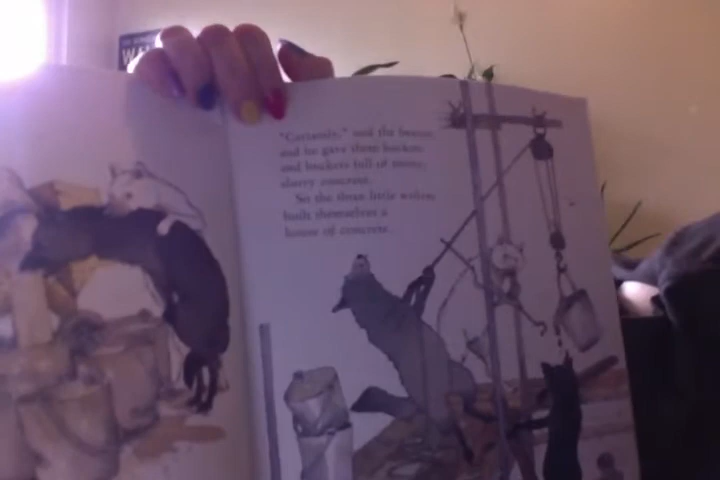 "Certainly," said the beaver,
and he gave them buckets
and buckets full of
slurry concrete.
So the three little wolves
built themselves a
house of concrete.